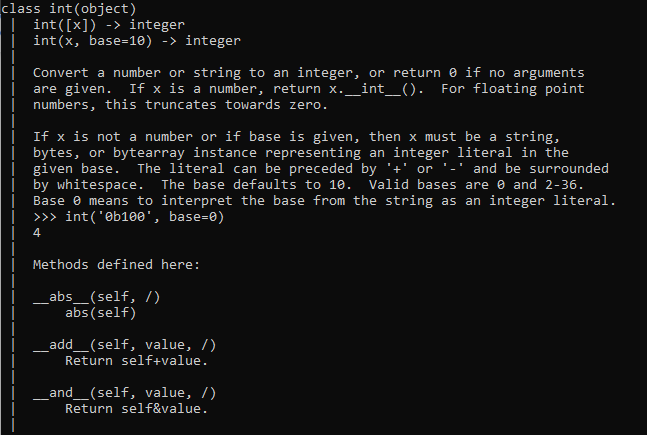 class int(object)
 |  int([x]) -> integer
 |  int(x, base=10) -> integer
 |
 |  Convert a number or string to an integer, or return 0 if no arguments
 |  are given.  If x is a number, return x.__int__().  For floating point
 |  numbers, this truncates towards zero.
 |
 |  If x is not a number or if base is given, then x must be a string,
 |  bytes, or bytearray instance representing an integer literal in the
 |  given base.  The literal can be preceded by '+' or '-' and be surrounded
 |  by whitespace.  The base defaults to 10.  Valid bases are 0 and 2-36.
 |  Base 0 means to interpret the base from the string as an integer literal.
 |  >>> int('0b100', base=0)
 |  4
 |
 |  Methods defined here:
 |
 |  __abs__(self, /)
 |      abs(self)
 |
 |  __add__(self, value, /)
 |      Return self+value.
 |
 |  __and__(self, value, /)
 |      Return self&value.
 |